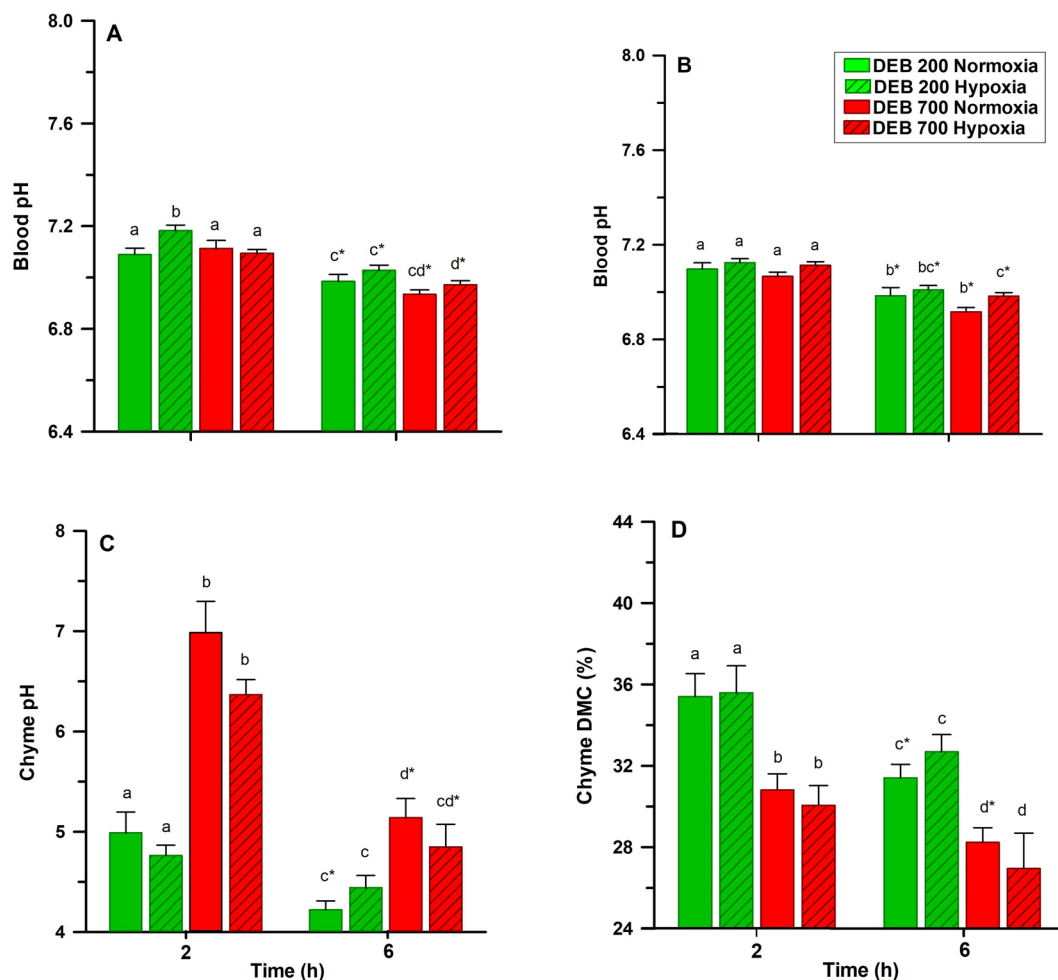 A
8.0
7.6
7.2
6.8
6.4
Blood pH
a
b
a
a
c*
c*
cd*
d*
B
8.0
7.6
7.2
6.8
6.4
Blood pH
DEB 200 Normoxia
DEB 200 Hypoxia
DEB 700 Normoxia
DEB 700 Hypoxia
a
a
a
a
b*
bc*
b*
c*
C
8
7
6
5
4
Chyme pH
a
a
b
b
c*
c
d*
cd*
2
6
Time (h)
D
44
40
36
32
28
24
Chyme DMC (%)
a
a
b
b
c*
c
d*
d
2
6
Time (h)